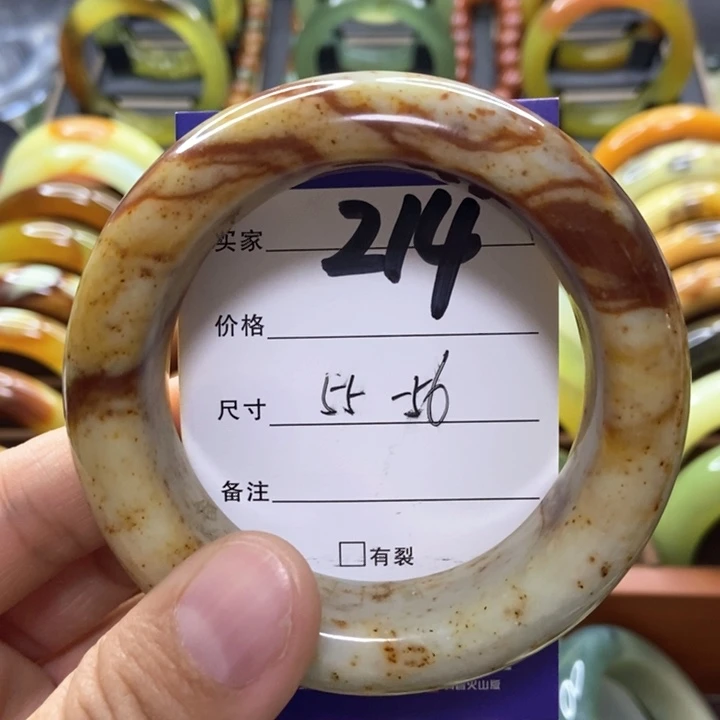 买家 214
价格
尺寸 55-56
备注
有裂